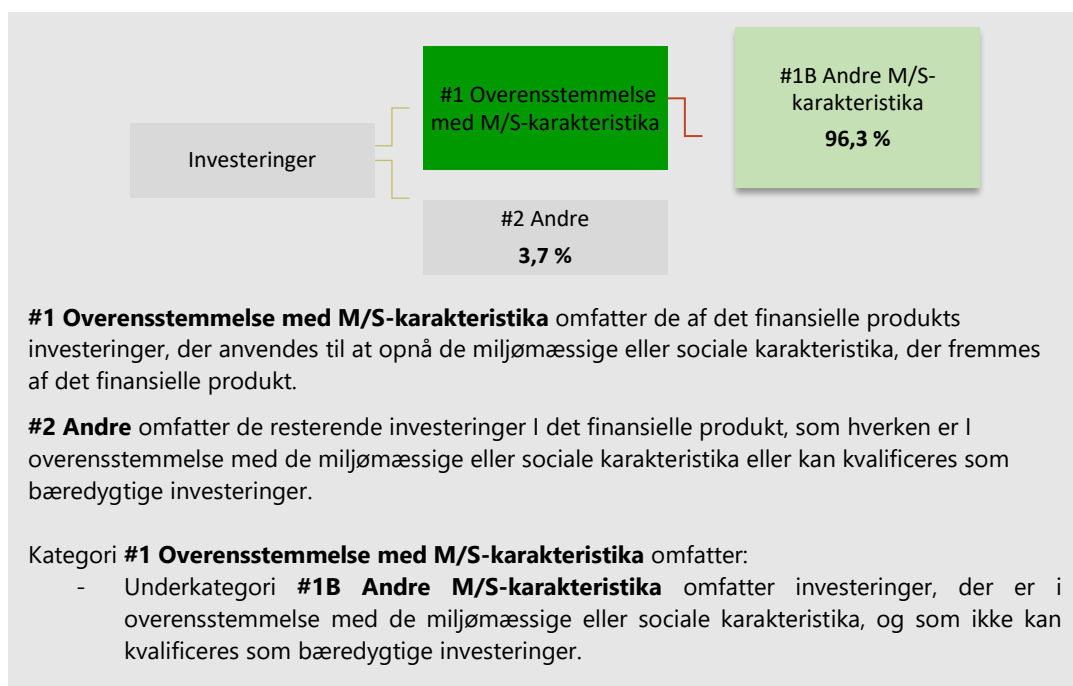 Investeringer
#1 Overensstemmelse
med M/S-karakteristika
#1B Andre M/S-
karakteristika
96,3 %
#2 Andre
3,7 %
#1 Overensstemmelse med M/S-karakteristika omfatter de af det finansielle produkts
investeringer, der anvendes til at opnå de miljømæssige eller sociale karakteristika, der fremmes
af det finansielle produkt.
#2 Andre omfatter de resterende investeringer I det finansielle produkt, som hverken er I
overensstemmelse med de miljømæssige eller sociale karakteristika eller kan kvalificeres som
bæredygtige investeringer.
Kategori #1 Overensstemmelse med M/S-karakteristika omfatter:
- Underkategori #1B Andre M/S-karakteristika omfatter investeringer, der er i
overensstemmelse med de miljømæssige eller sociale karakteristika, og som ikke kan
kvalificeres som bæredygtige investeringer.